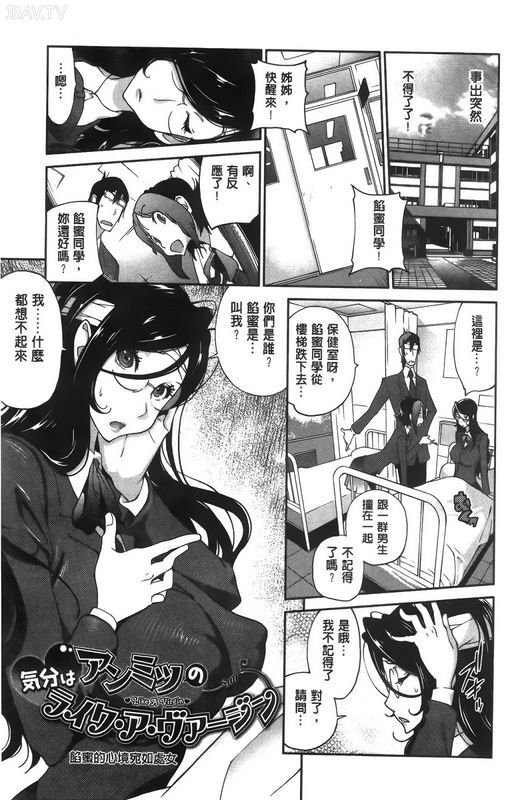 18AV.TV
事出突然
不得了了！
餡蜜同學！
姊姊，
快醒來！
…嗯…
啊、
有反
應了！
餡蜜同學，
妳還好嗎？
這裡是…？
保健室呀，
餡蜜同學從
樓梯跌下去…
跟一群男生
撞在一起
不記得
了嗎？
你們是誰？
餡蜜是…
叫我？
我……什麼
都想不起來
是哦…
我不記得了
對了，
請問…
気分は
アンミツの
Like A Virgin
ライク・ア・ヴァージン
餡蜜的心境宛如處女